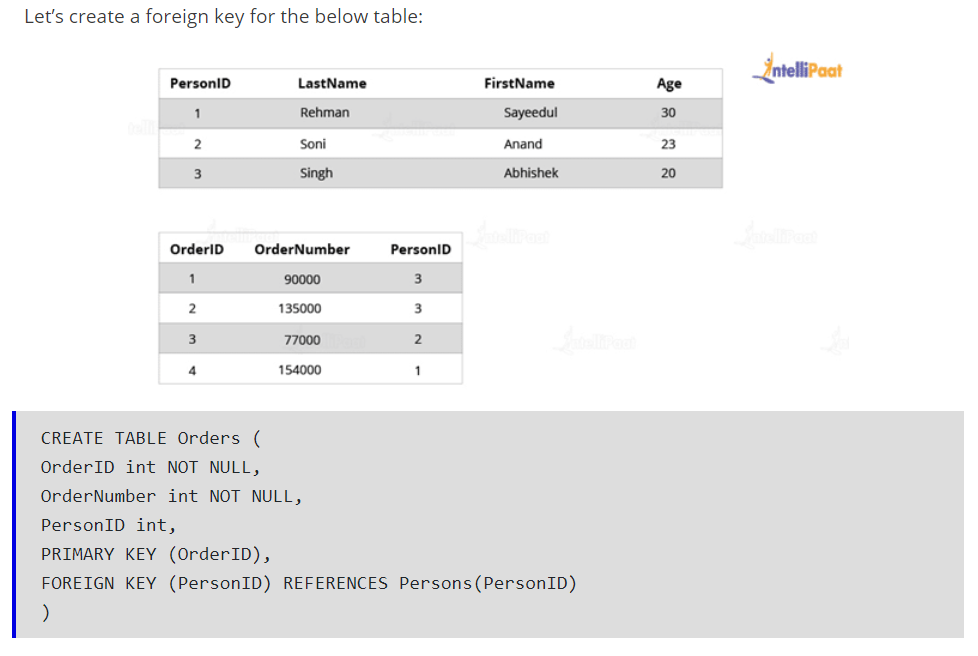 Let’s create a foreign key for the below table:
intelliPaat
PersonID LastName FirstName Age
1 Rehman Sayeedul 30
2 Soni Anand 23
3 Singh Abhishek 20
OrderID OrderNumber PersonID
1 90000 3
2 135000 3
3 77000 2
4 154000 1
CREATE TABLE Orders (
OrderID int NOT NULL,
OrderNumber int NOT NULL,
PersonID int,
PRIMARY KEY (OrderID),
FOREIGN KEY (PersonID) REFERENCES Persons(PersonID)
)